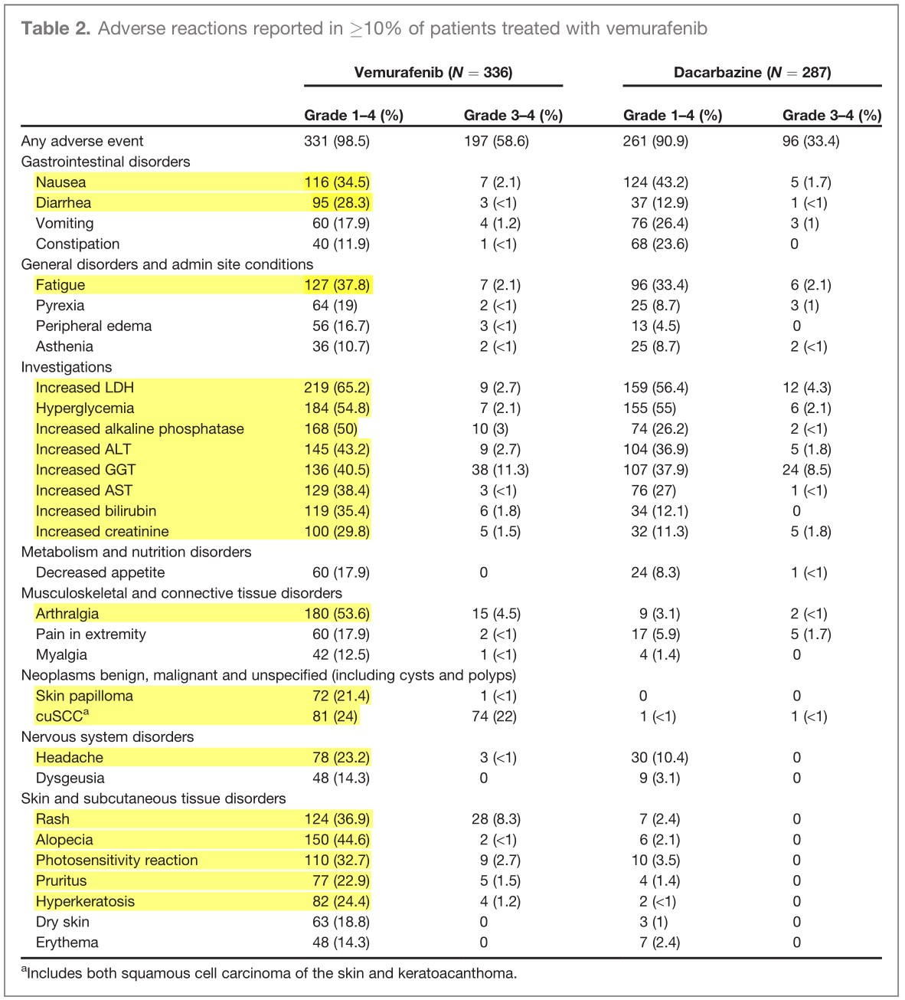 Table 2. Adverse reactions reported in ≥10% of patients treated with vemurafenib
Vemurafenib (N = 336) Dacarbazine (N = 287)
Grade 1–4 (%) Grade 3–4 (%) Grade 1–4 (%) Grade 3–4 (%)
Any adverse event 331 (98.5) 197 (58.6) 261 (90.9) 96 (33.4)
Gastrointestinal disorders
Nausea 116 (34.5) 7 (2.1) 124 (43.2) 5 (1.7)
Diarrhea 95 (28.3) 3 (<1) 37 (12.9) 1 (<1)
Vomiting 60 (17.9) 4 (1.2) 76 (26.4) 3 (1)
Constipation 40 (11.9) 1 (<1) 68 (23.6) 0
General disorders and admin site conditions
Fatigue 127 (37.8) 7 (2.1) 96 (33.4) 6 (2.1)
Pyrexia 64 (19) 2 (<1) 25 (8.7) 3 (1)
Peripheral edema 56 (16.7) 3 (<1) 13 (4.5) 0
Asthenia 36 (10.7) 2 (<1) 25 (8.7) 2 (<1)
Investigations
Increased LDH 219 (65.2) 9 (2.7) 159 (56.4) 12 (4.3)
Hyperglycemia 184 (54.8) 7 (2.1) 155 (55) 6 (2.1)
Increased alkaline phosphatase 168 (50) 10 (3) 74 (26.2) 2 (<1)
Increased ALT 145 (43.2) 9 (2.7) 104 (36.9) 5 (1.8)
Increased GGT 136 (40.5) 38 (11.3) 107 (37.9) 24 (8.5)
Increased AST 129 (38.4) 3 (<1) 76 (27) 1 (<1)
Increased bilirubin 119 (35.4) 6 (1.8) 34 (12.1) 0
Increased creatinine 100 (29.8) 5 (1.5) 32 (11.3) 5 (1.8)
Metabolism and nutrition disorders
Decreased appetite 60 (17.9) 0 24 (8.3) 1 (<1)
Musculoskeletal and connective tissue disorders
Arthralgia 180 (53.6) 15 (4.5) 9 (3.1) 2 (<1)
Pain in extremity 60 (17.9) 2 (<1) 17 (5.9) 5 (1.7)
Myalgia 42 (12.5) 1 (<1) 4 (1.4) 0
Neoplasms benign, malignant and unspecified (including cysts and polyps)
Skin papilloma 72 (21.4) 1 (<1) 0 0
cuSCCᵃ 81 (24) 74 (22) 1 (<1) 1 (<1)
Nervous system disorders
Headache 78 (23.2) 3 (<1) 30 (10.4) 0
Dysgeusia 48 (14.3) 0 9 (3.1) 0
Skin and subcutaneous tissue disorders
Rash 124 (36.9) 28 (8.3) 7 (2.4) 0
Alopecia 150 (44.6) 2 (<1) 6 (2.1) 0
Photosensitivity reaction 110 (32.7) 9 (2.7) 10 (3.5) 0
Pruritus 77 (22.9) 5 (1.5) 4 (1.4) 0
Hyperkeratosis 82 (24.4) 4 (1.2) 2 (<1) 0
Dry skin 63 (18.8) 0 3 (1) 0
Erythema 48 (14.3) 0 7 (2.4) 0
ᵃIncludes both squamous cell carcinoma of the skin and keratoacanthoma.